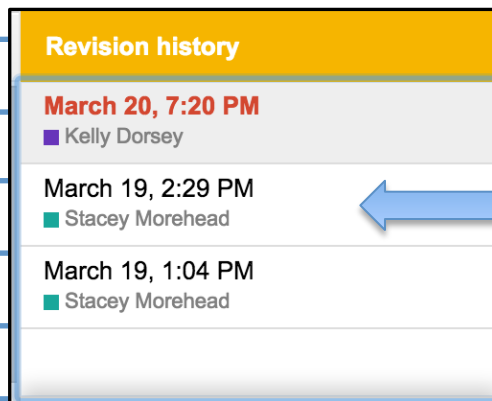 Revision history
March 20, 7:20 PM
Kelly Dorsey
March 19, 2:29 PM
Stacey Morehead
March 19, 1:04 PM
Stacey Morehead